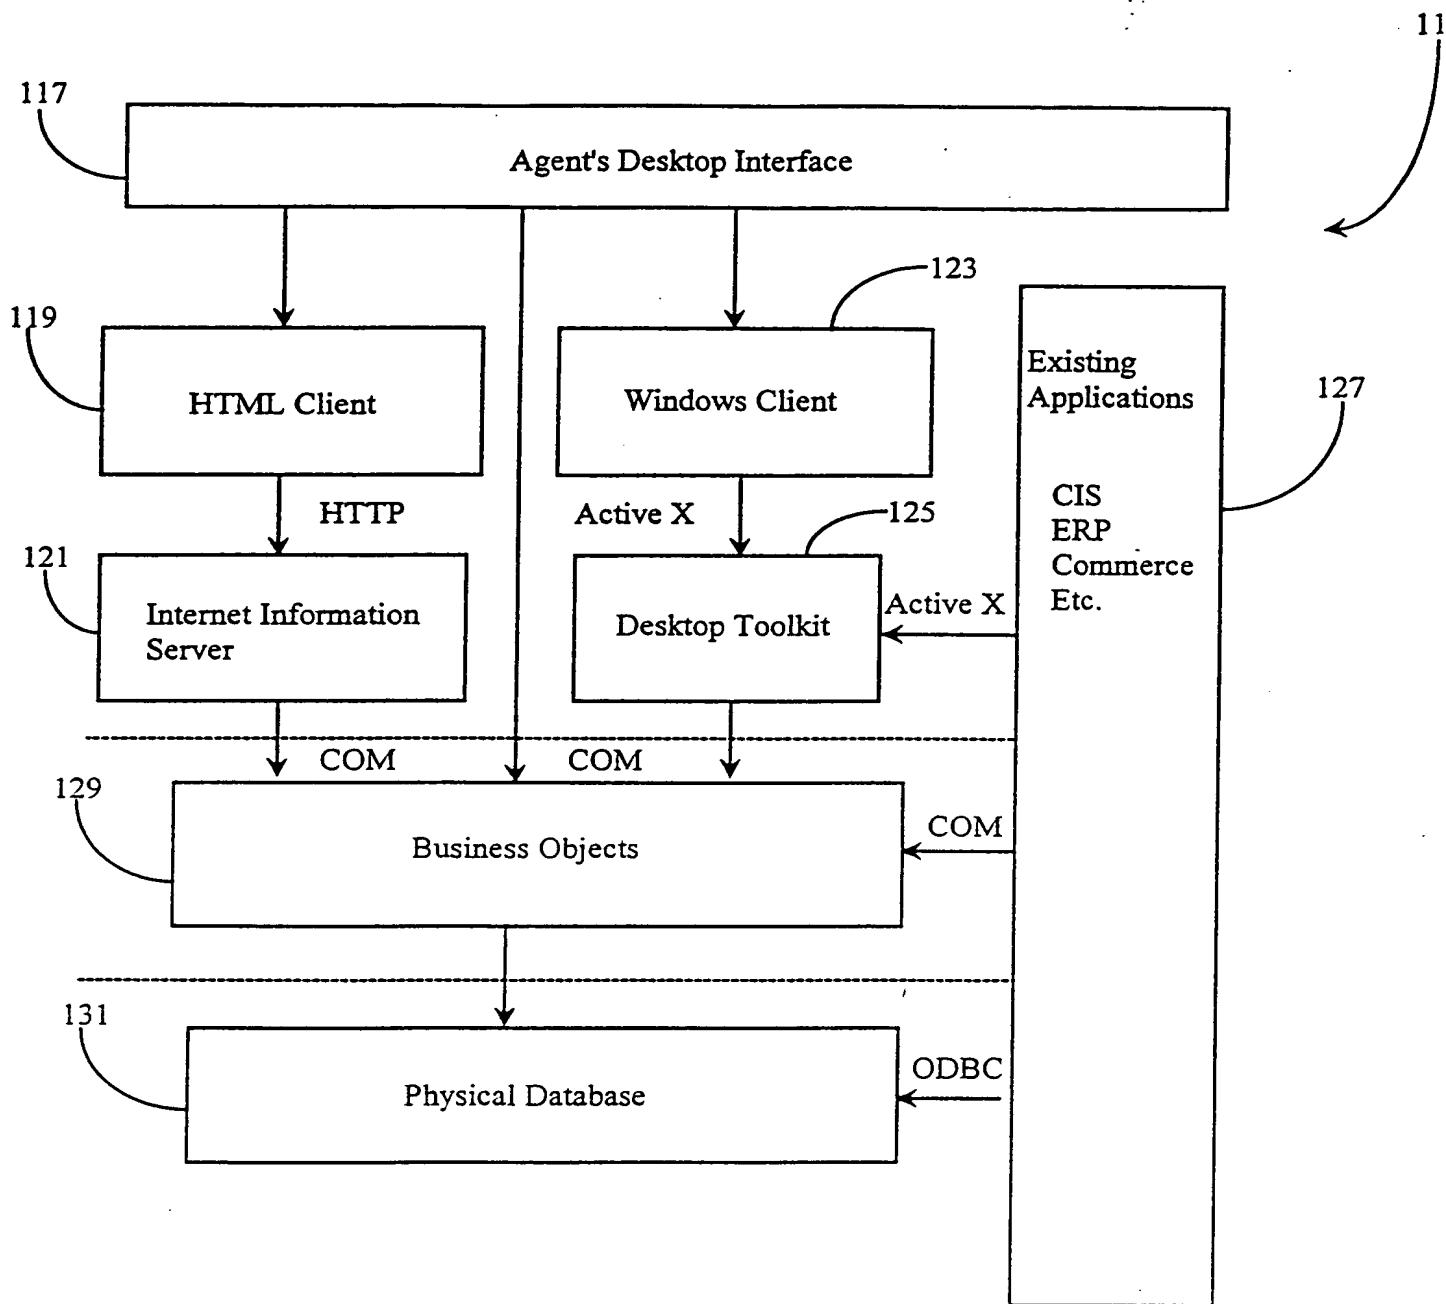 11
117
Agent's Desktop Interface
123
119
HTML Client
Windows Client
Existing
Applications
127
CIS
ERP
Commerce
Etc.
HTTP
Active X
125
121
Internet Information
Server
Desktop Toolkit
Active X
COM
COM
129
Business Objects
COM
131
Physical Database
ODBC